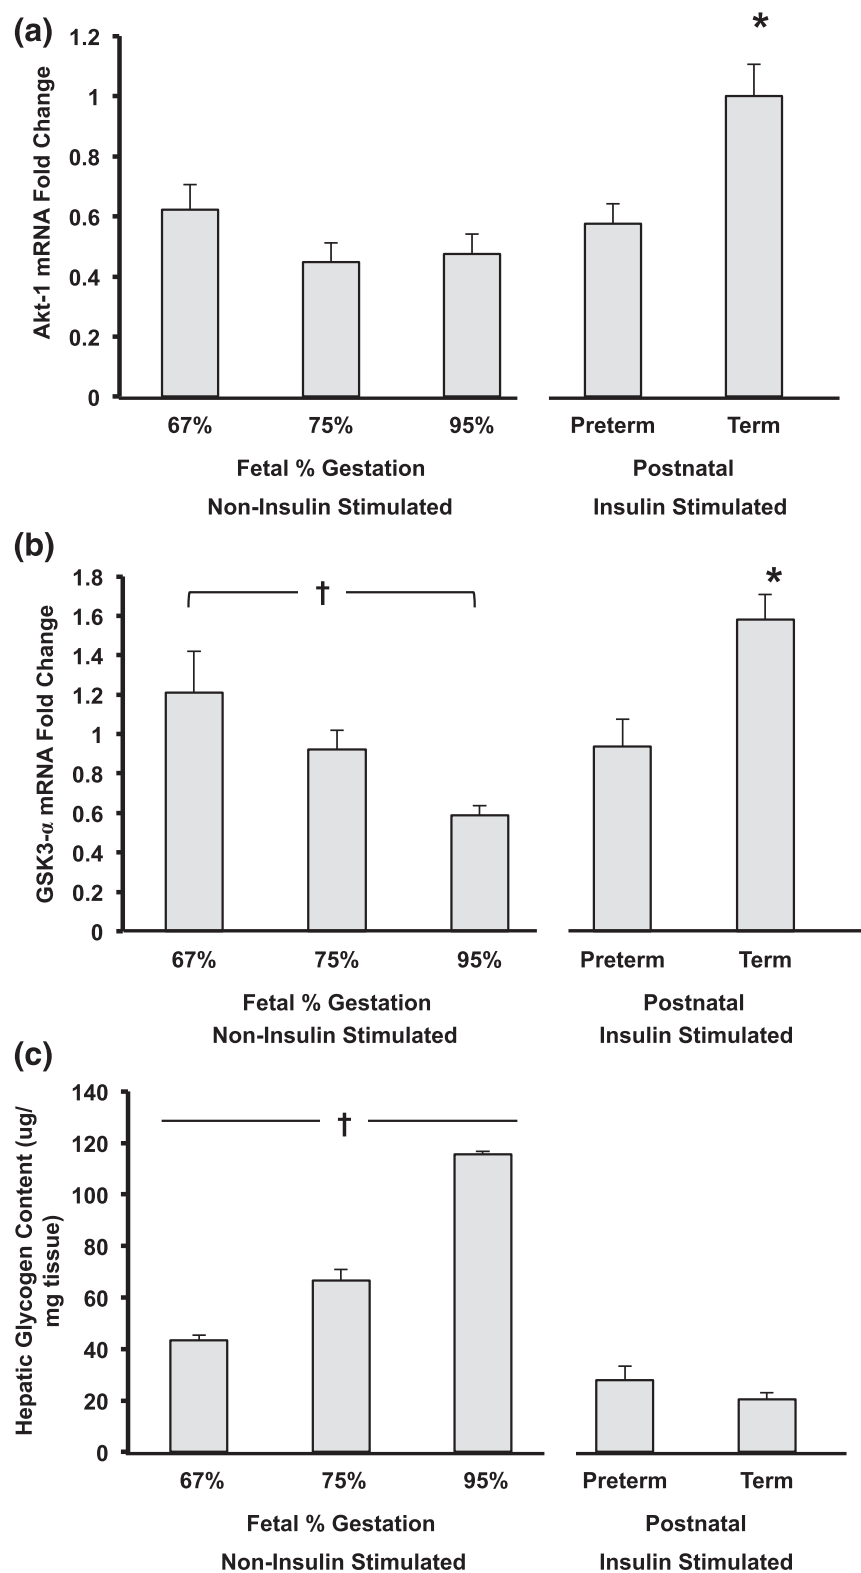 (a)
Akt-1 mRNA Fold Change
1.2
1
0.8
0.6
0.4
0.2
0
*
67% 75% 95% Preterm Term
Fetal % Gestation Postnatal
Non-Insulin Stimulated Insulin Stimulated
(b)
GSK3-α mRNA Fold Change
1.8
1.6
1.4
1.2
1
0.8
0.6
0.4
0.2
0
†
*
67% 75% 95% Preterm Term
Fetal % Gestation Postnatal
Non-Insulin Stimulated Insulin Stimulated
(c)
Hepatic Glycogen Content (ug/
mg tissue)
140
120
100
80
60
40
20
0
†
67% 75% 95% Preterm Term
Fetal % Gestation Postnatal
Non-Insulin Stimulated Insulin Stimulated